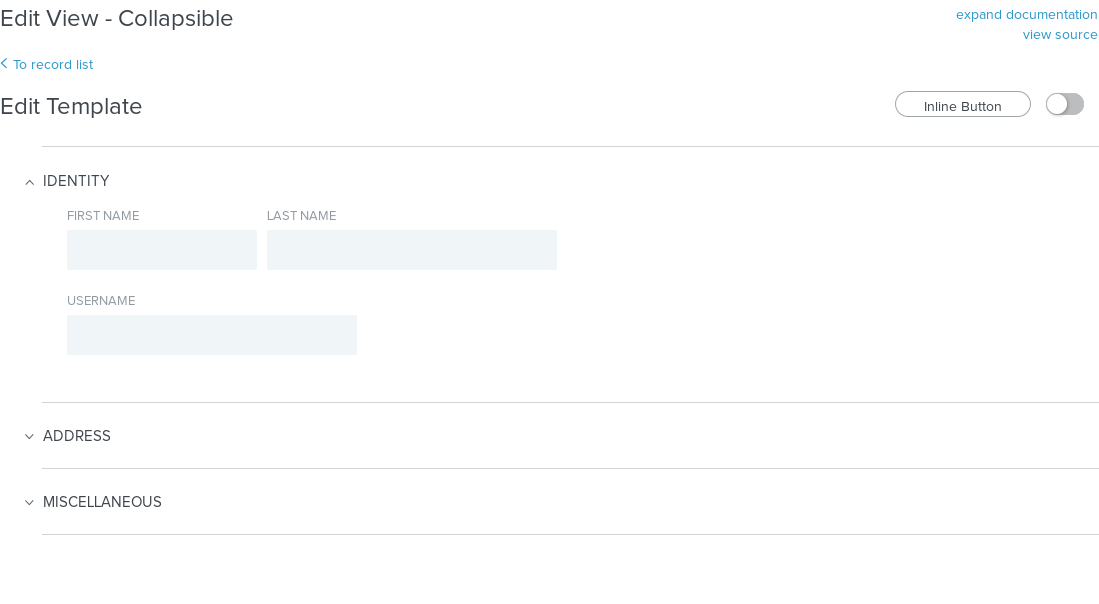 Edit View - Collapsible
expand documentation
view source
To record list
Edit Template
Inline Button
IDENTITY
FIRST NAME
LAST NAME
USERNAME
ADDRESS
MISCELLANEOUS